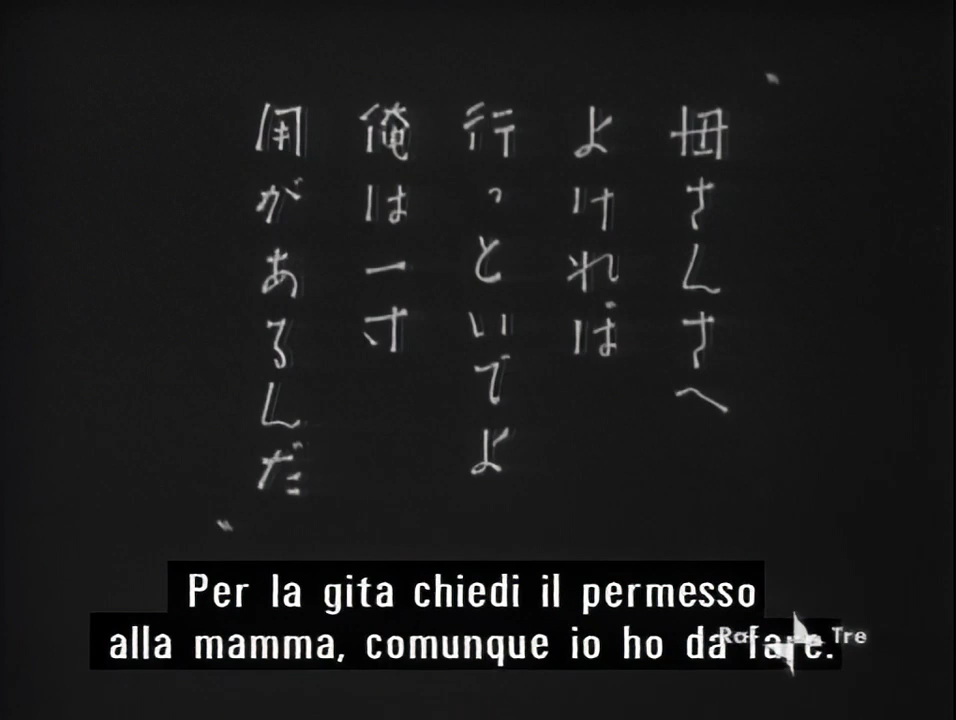 〝母さんさへ
よければ
行っといでよ
俺は一寸
用があるんだ〟
Per la gita chiedi il permesso
alla mamma, comunque io ho da fare.
Rai Tre